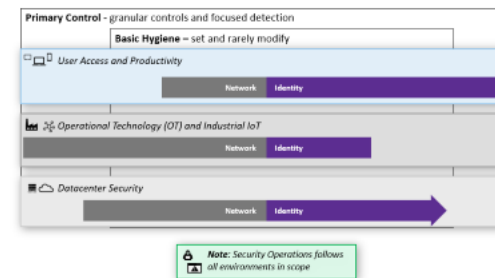 Primary Control - granular controls and focused detection
Basic Hygiene – set and rarely modify
User Access and Productivity
Network Identity
Operational Technology (OT) and Industrial IoT
Network Identity
Datacenter Security
Network Identity
Note: Security Operations follows
all environments in scope